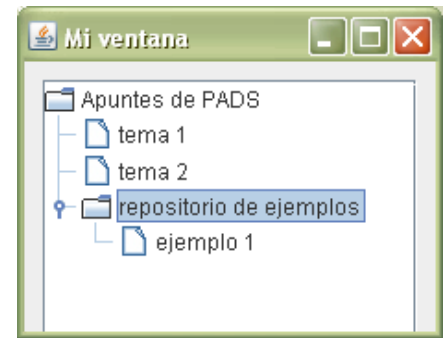 Mi ventana
Apuntes de PADS
tema 1
tema 2
repositorio de ejemplos
ejemplo 1